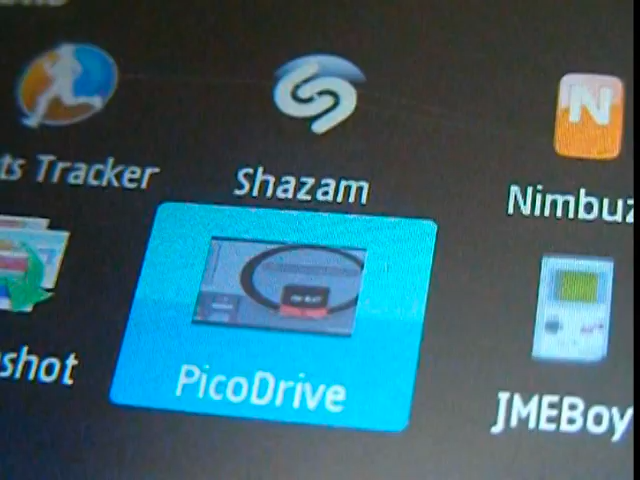 ts Tracker
Shazam
N
Nimbuz
shot
PicoDrive
JMEBoy